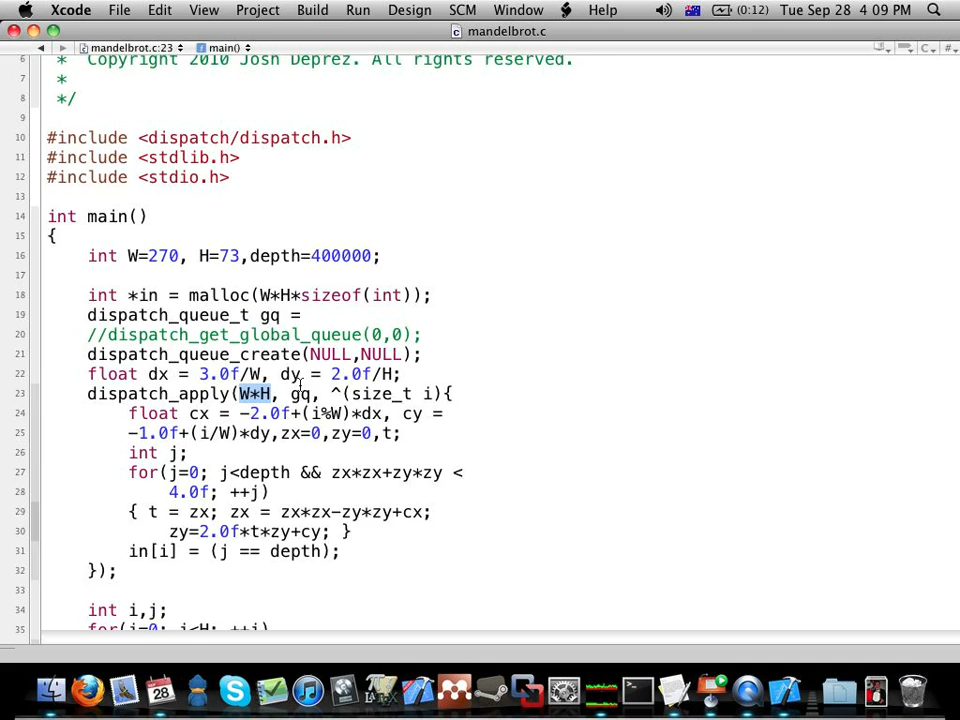 Xcode File Edit View Project Build Run Design SCM Window Help (0:12) Tue Sep 28 4:09 PM
mandelbrot.c
mandelbrot.c:23 main() C #
6 * Copyright 2010 Josh Deprez. All rights reserved.
7 *
8 */
9
10 #include <dispatch/dispatch.h>
11 #include <stdlib.h>
12 #include <stdio.h>
13
14 int main()
15 {
16 int W=270, H=73,depth=400000;
17
18 int *in = malloc(W*H*sizeof(int));
19 dispatch_queue_t gq =
20 //dispatch_get_global_queue(0,0);
21 dispatch_queue_create(NULL,NULL);
22 float dx = 3.0f/W, dy = 2.0f/H;
23 dispatch_apply(W*H, gq, ^(size_t i){
24 float cx = -2.0f+(i%W)*dx, cy =
25 -1.0f+(i/W)*dy,zx=0,zy=0,t;
26 int j;
27 for(j=0; j<depth && zx*zx+zy*zy <
28 4.0f; ++j)
29 { t = zx; zx = zx*zx-zy*zy+cx;
30 zy=2.0f*t*zy+cy; }
31 in[i] = (j == depth);
32 });
33
34 int i,j;
35 for(i=0; i<H; ++i)